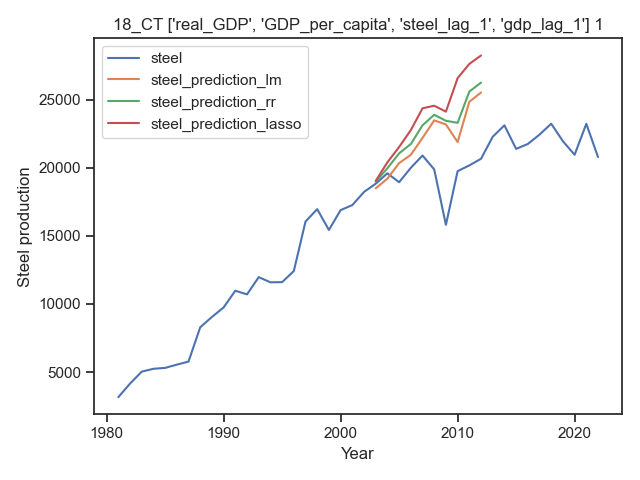 18_CT ['real_GDP', 'GDP_per_capita', 'steel_lag_1', 'gdp_lag_1'] 1
steel
steel_prediction_lm
steel_prediction_rr
steel_prediction_lasso
25000
20000
15000
10000
5000
Steel production
1980
1990
2000
2010
2020
Year